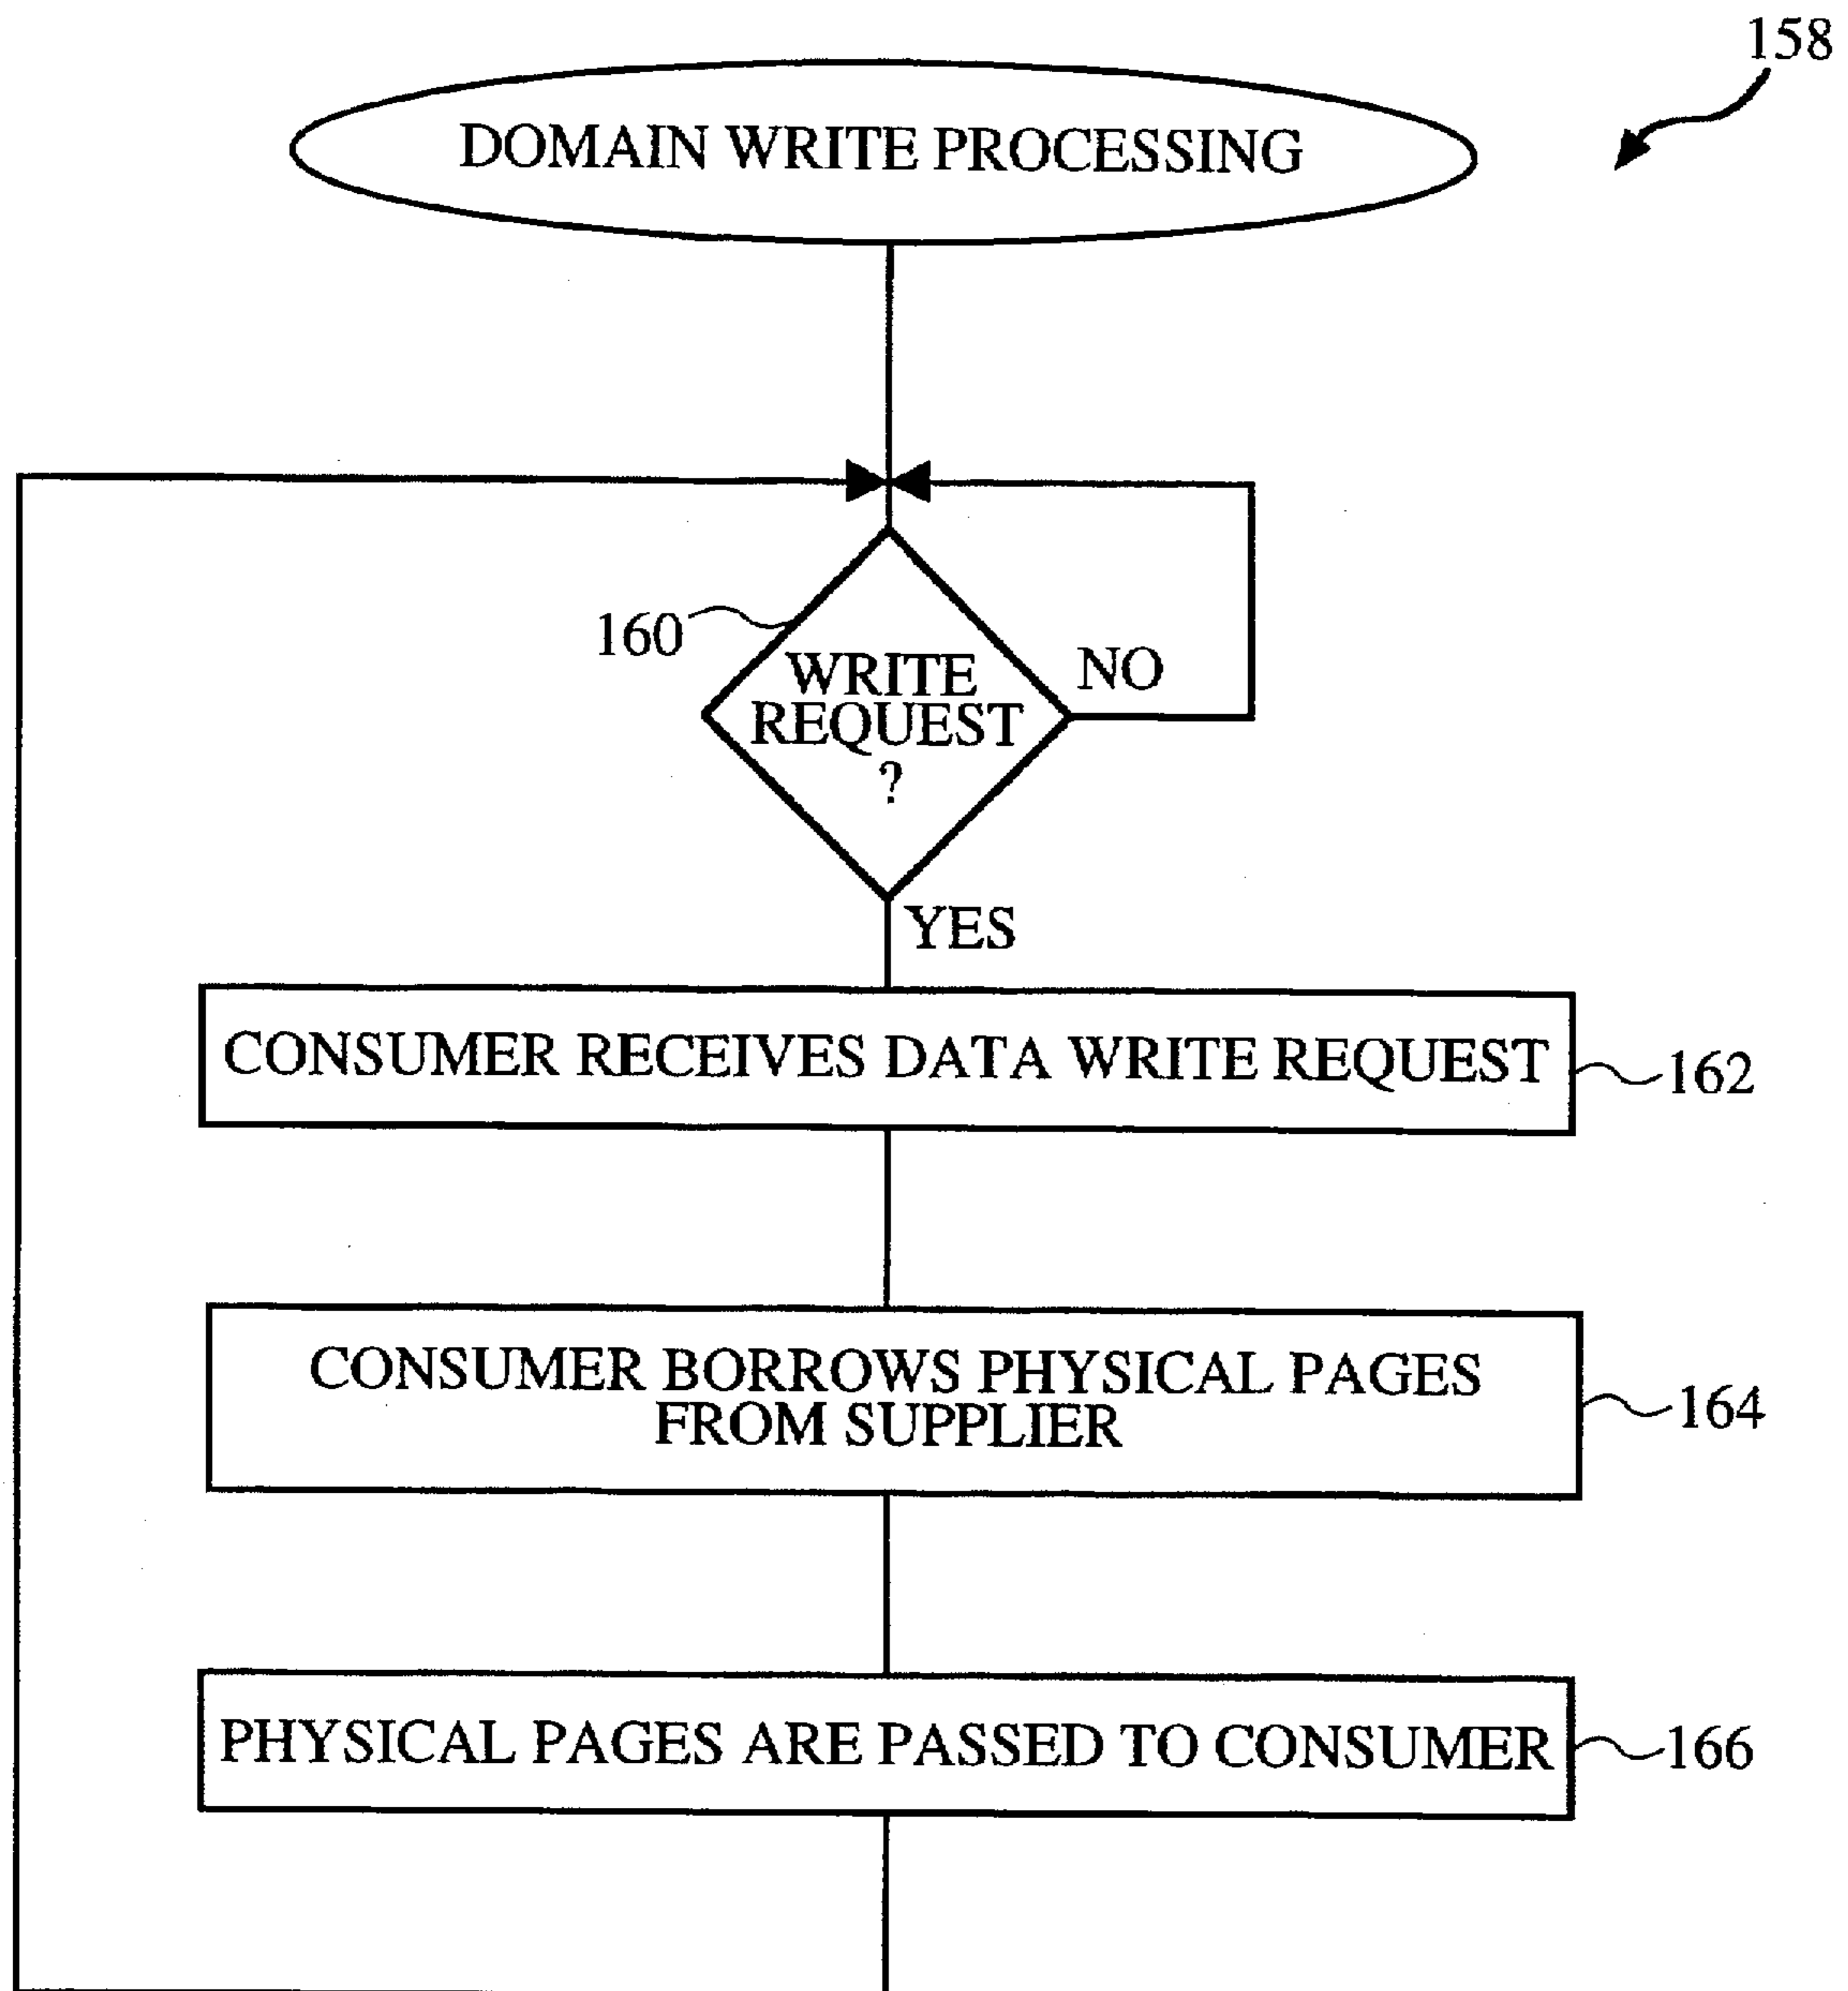 158
DOMAIN WRITE PROCESSING
160
WRITE
REQUEST
?
NO
YES
CONSUMER RECEIVES DATA WRITE REQUEST
162
CONSUMER BORROWS PHYSICAL PAGES
FROM SUPPLIER
164
PHYSICAL PAGES ARE PASSED TO CONSUMER
166